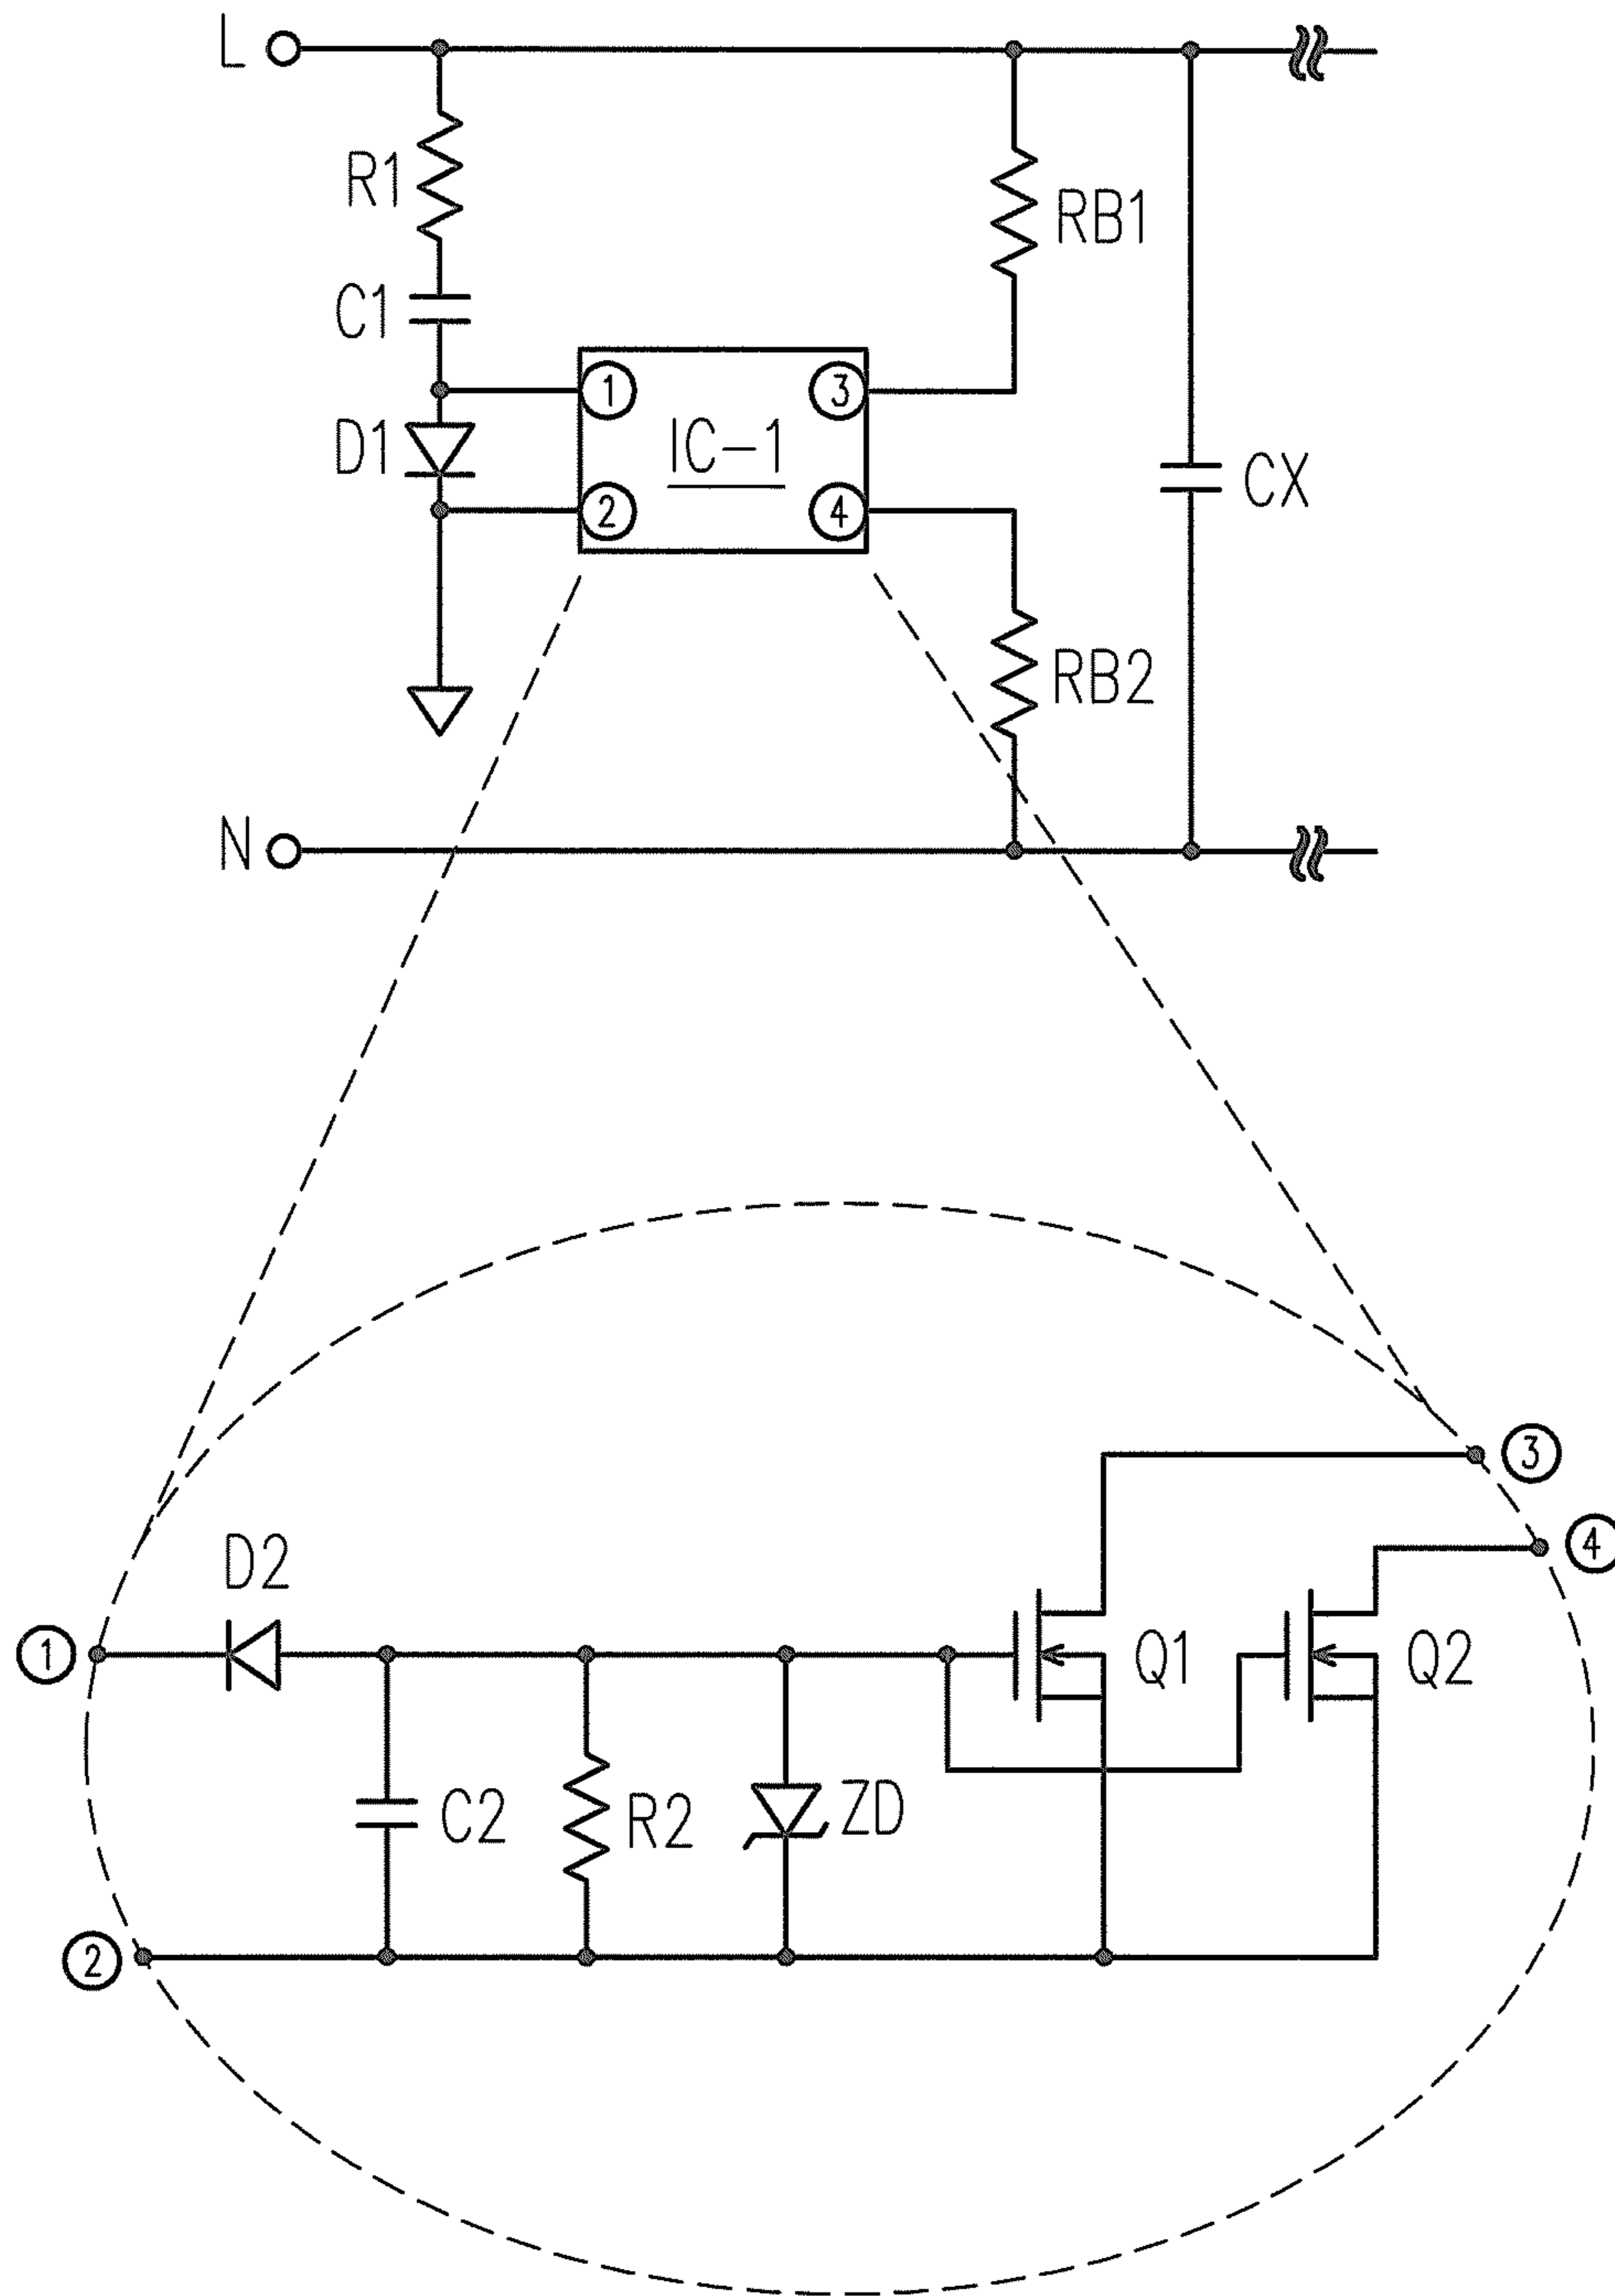 L
R1
RB1
C1
① ③
D1
IC-1
CX
② ④
RB2
N
③
④
D2
①
Q1
Q2
C2
R2
ZD
②